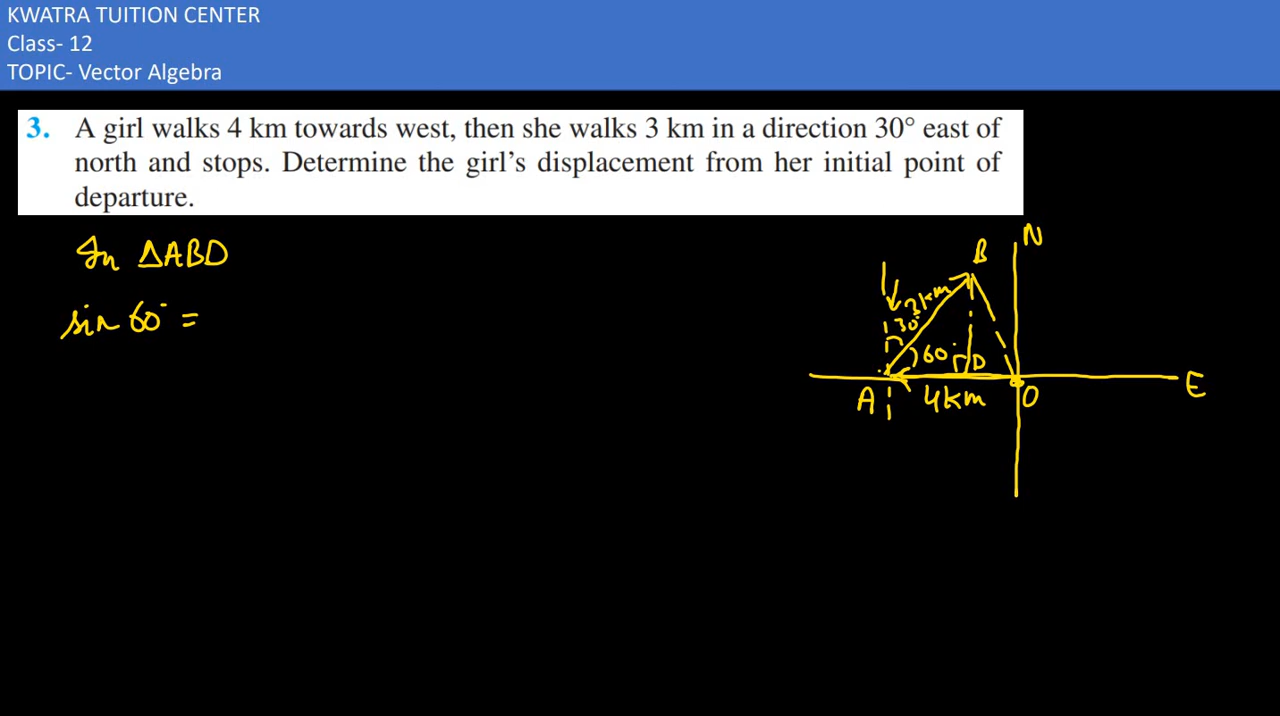 KWATRA TUITION CENTER
Class- 12
TOPIC- Vector Algebra
3. A girl walks 4 km towards west, then she walks 3 km in a direction 30° east of
north and stops. Determine the girl's displacement from her initial point of
departure.
In △ABD
sin 60° =
N
B
3km
30°
60°
D
A
4km
O
E